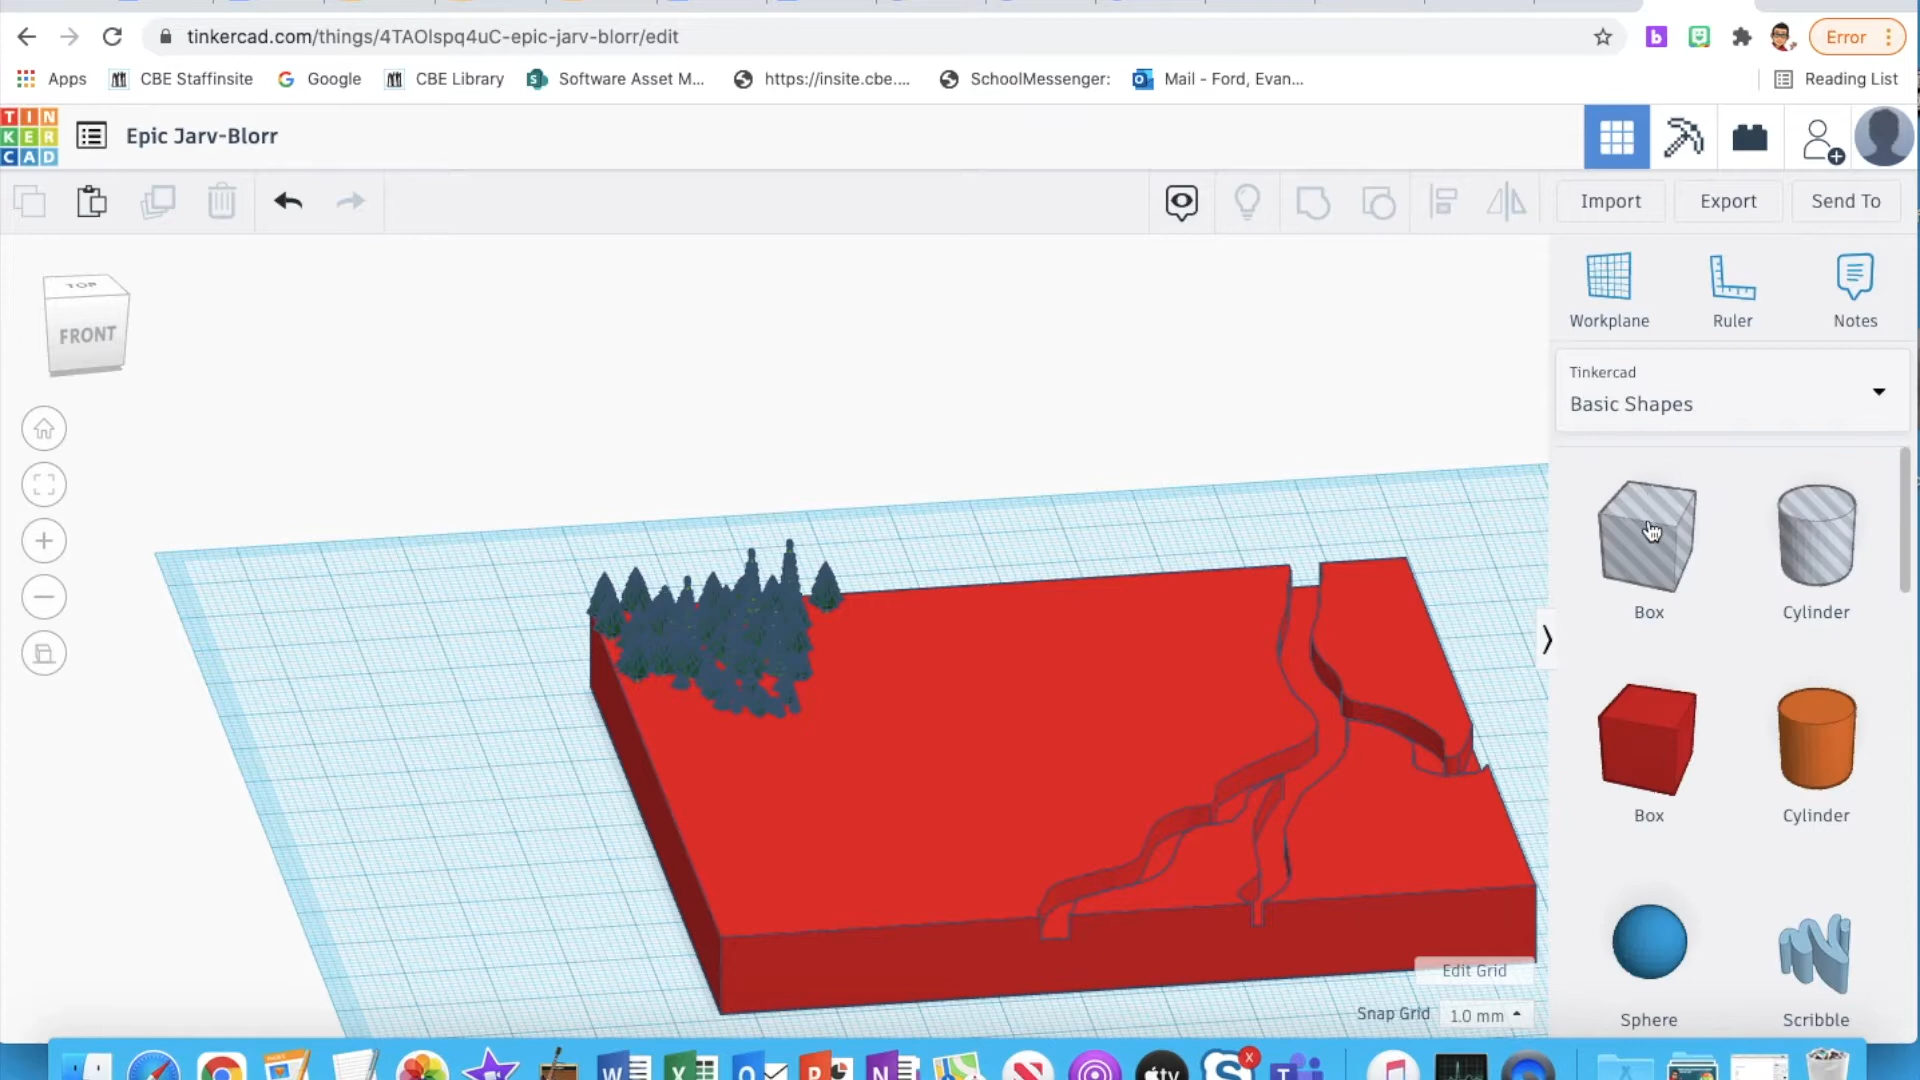 tinkercad.com/things/4TAOlspq4uC-epic-jarv-blorr/edit
b
Error
Apps
CBE Staffinsite
Google
CBE Library
Software Asset M...
https://insite.cbe....
SchoolMessenger:
Mail - Ford, Evan...
Reading List
TIN
KER
CAD
Epic Jarv-Blorr
Import
Export
Send To
TOP
FRONT
Workplane
Ruler
Notes
Tinkercad
Basic Shapes
Box
Cylinder
Box
Cylinder
Sphere
Scribble
Edit Grid
Snap Grid
1.0 mm
W
X
O
P
N
tv
S
X
T